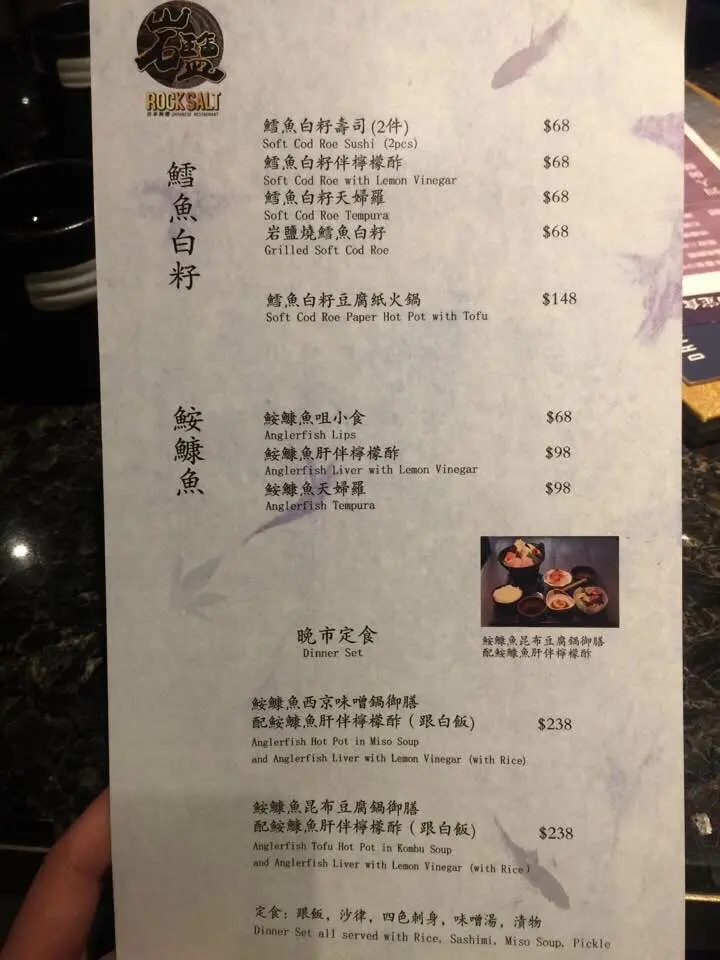 岩鹽
ROCKSALT
日本料理 JAPANESE RESTAURANT
鱈魚白籽
鱈魚白籽壽司(2件) $68
Soft Cod Roe Sushi (2pcs)
鱈魚白籽伴檸檬酢 $68
Soft Cod Roe with Lemon Vinegar
鱈魚白籽天婦羅 $68
Soft Cod Roe Tempura
岩鹽燒鱈魚白籽 $68
Grilled Soft Cod Roe
鱈魚白籽豆腐紙火鍋 $148
Soft Cod Roe Paper Hot Pot with Tofu
鮟鱇魚
鮟鱇魚咀小食 $68
Anglerfish Lips
鮟鱇魚肝伴檸檬酢 $98
Anglerfish Liver with Lemon Vinegar
鮟鱇魚天婦羅 $98
Anglerfish Tempura
鮟鱇魚昆布豆腐鍋御膳
配鮟鱇魚肝伴檸檬酢
晚市定食
Dinner Set
鮟鱇魚西京味噌鍋御膳
配鮟鱇魚肝伴檸檬酢 (跟白飯) $238
Anglerfish Hot Pot in Miso Soup
and Anglerfish Liver with Lemon Vinegar (with Rice)
鮟鱇魚昆布豆腐鍋御膳
配鮟鱇魚肝伴檸檬酢 (跟白飯) $238
Anglerfish Tofu Hot Pot in Kombu Soup
and Anglerfish Liver with Lemon Vinegar (with Rice)
定食: 跟飯, 沙律, 四色刺身, 味噌湯, 漬物
Dinner Set all served with Rice, Sashimi, Miso Soup, Pickle